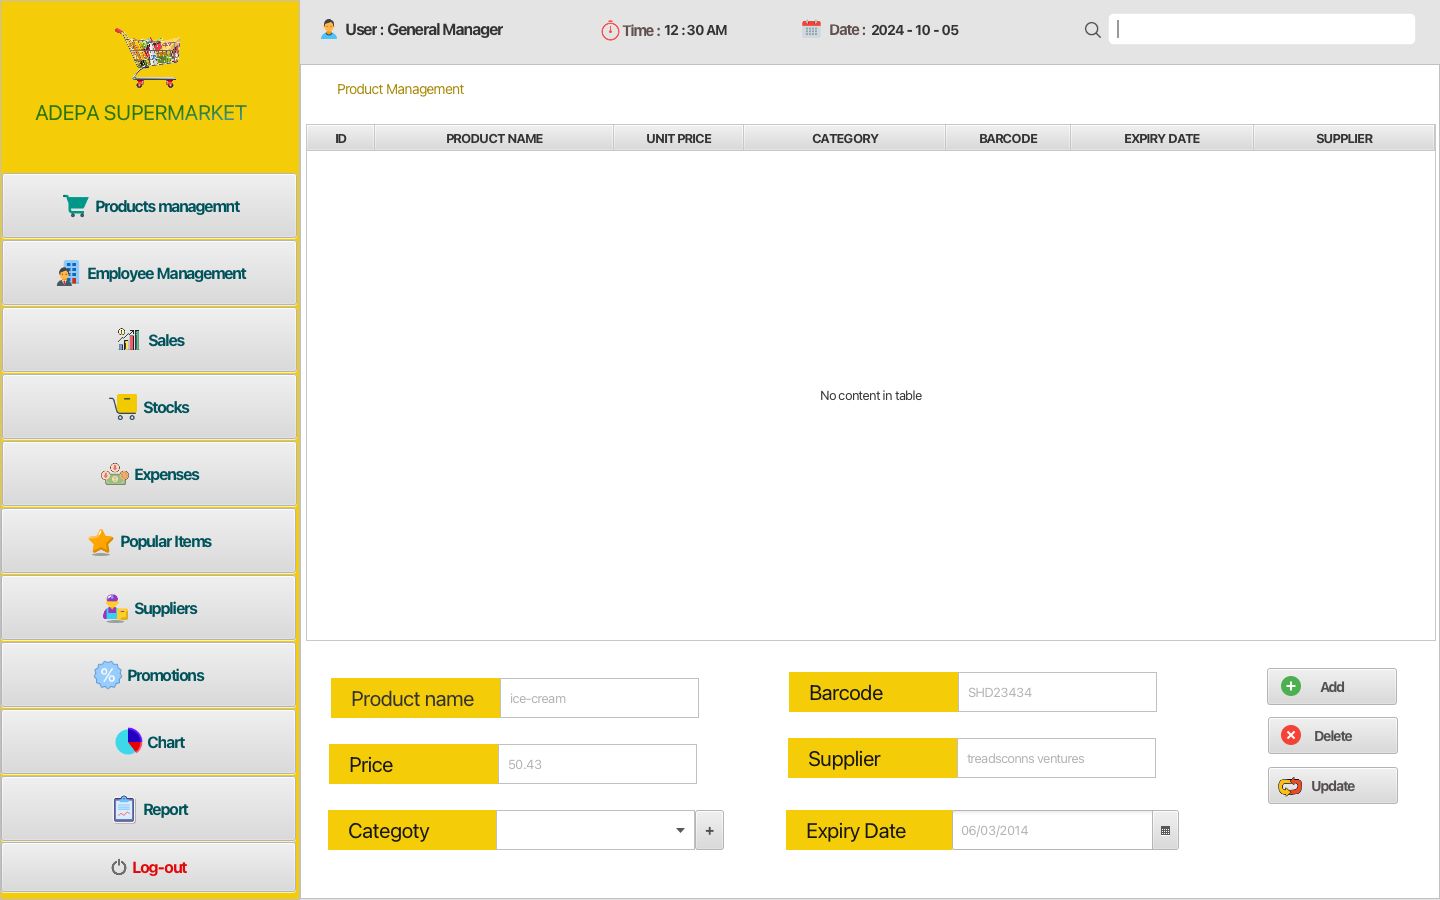 User : General Manager
Time : 12 : 30 AM
Date : 2024 - 10 - 05
ADEPA SUPERMARKET
Products managemnt
Employee Management
Sales
Stocks
Expenses
Popular Items
Suppliers
Promotions
Chart
Report
Log-out
Product Management
ID PRODUCT NAME UNIT PRICE CATEGORY BARCODE EXPIRY DATE SUPPLIER
No content in table
Product name ice-cream
Barcode SHD23434
Add
Price 50.43
Supplier treadsconns ventures
Delete
Categoty +
Expiry Date 06/03/2014
Update